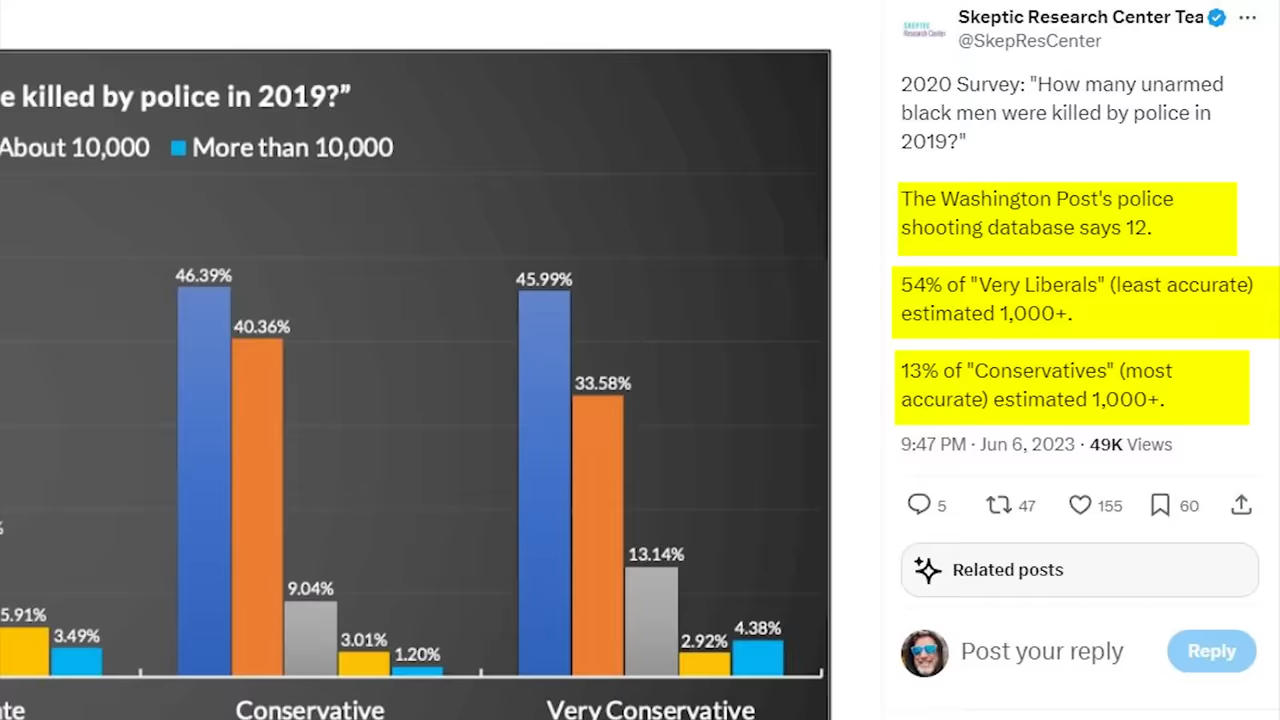 e killed by police in 2019?"
About 10,000 More than 10,000
46.39%
40.36%
9.04%
3.01%
1.20%
45.99%
33.58%
13.14%
2.92%
4.38%
%
5.91%
3.49%
te
Conservative
Very Conservative
SKEPTIC
Research Center
Skeptic Research Center Tea
@SkepResCenter
2020 Survey: "How many unarmed
black men were killed by police in
2019?"
The Washington Post's police
shooting database says 12.
54% of "Very Liberals" (least accurate)
estimated 1,000+.
13% of "Conservatives" (most
accurate) estimated 1,000+.
9:47 PM · Jun 6, 2023 · 49K Views
5 47 155 60
Related posts
Post your reply
Reply